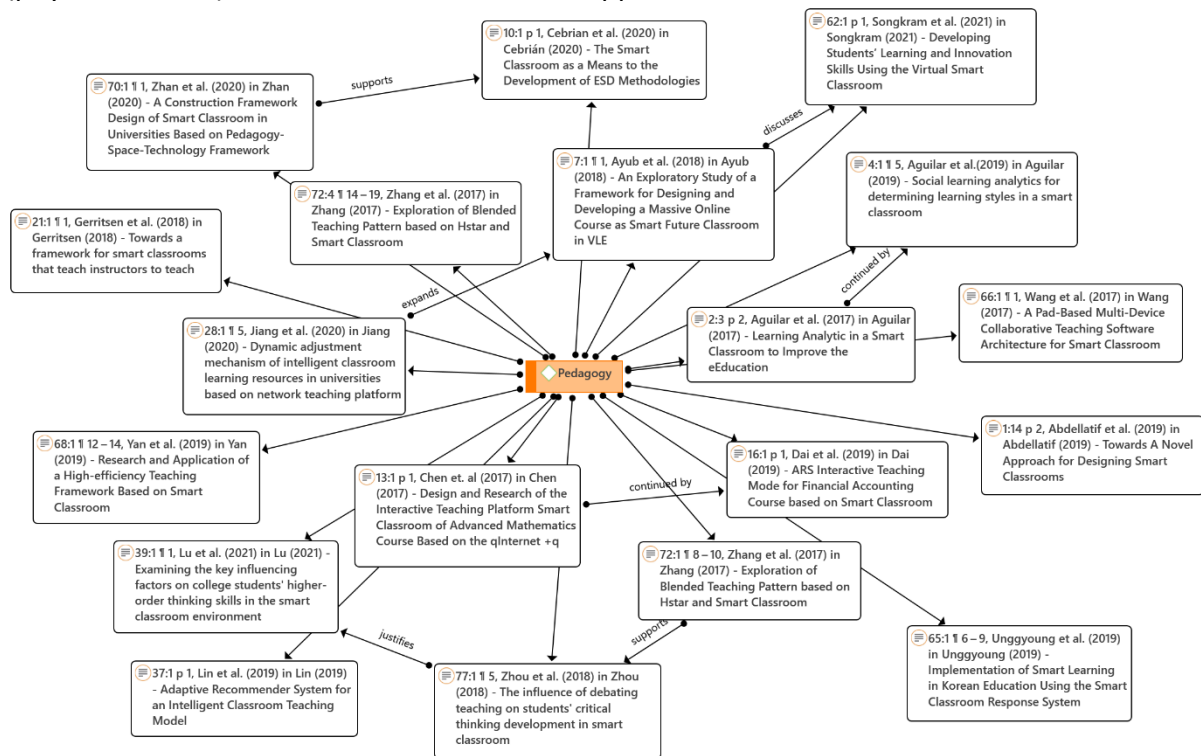 10:1 p 1, Cebrian et al. (2020) in
Cebrián (2020) - The Smart
Classroom as a Means to the
Development of ESD Methodologies
62:1 p 1, Songkram et al. (2021) in
Songkram (2021) - Developing
Students' Learning and Innovation
Skills Using the Virtual Smart
Classroom
70:1 ¶ 1, Zhan et al. (2020) in Zhan
(2020) - A Construction Framework
Design of Smart Classroom in
Universities Based on Pedagogy-
Space-Technology Framework
supports
discusses
7:1 ¶ 1, Ayub et al. (2018) in Ayub
(2018) - An Exploratory Study of a
Framework for Designing and
Developing a Massive Online
Course as Smart Future Classroom
in VLE
4:1 ¶ 5, Aguilar et al.(2019) in Aguilar
(2019) - Social learning analytics
for determining learning styles in a
smart classroom
72:4 ¶ 14 – 19, Zhang et al. (2017) in
Zhang (2017) - Exploration of Blended
Teaching Pattern based on Hstar and
Smart Classroom
21:1 ¶ 1, Gerritsen et al. (2018) in
Gerritsen (2018) - Towards a
framework for smart classrooms
that teach instructors to teach
expands
continued by
66:1 ¶ 1, Wang et al. (2017) in Wang
(2017) - A Pad-Based Multi-Device
Collaborative Teaching Software
Architecture for Smart Classroom
28:1 ¶ 5, Jiang et al. (2020) in Jiang
(2020) - Dynamic adjustment
mechanism of intelligent classroom
learning resources in universities
based on network teaching platform
2:3 p 2, Aguilar et al. (2017) in Aguilar
(2017) - Learning Analytic in a Smart
Classroom to Improve the
eEducation
Pedagogy
68:1 ¶ 12 – 14, Yan et al. (2019) in Yan
(2019) - Research and Application of
a High-efficiency Teaching
Framework Based on Smart
Classroom
13:1 p 1, Chen et. al (2017) in Chen
(2017) - Design and Research of the
Interactive Teaching Platform Smart
Classroom of Advanced Mathematics
Course Based on the qInternet +q
continued by
16:1 p 1, Dai et al. (2019) in Dai
(2019) - ARS Interactive Teaching
Mode for Financial Accounting
Course based on Smart Classroom
1:14 p 2, Abdellatif et al. (2019) in
Abdellatif (2019) - Towards A Novel
Approach for Designing Smart
Classrooms
39:1 ¶ 1, Lu et al. (2021) in Lu (2021) -
Examining the key influencing
factors on college students' higher-
order thinking skills in the smart
classroom environment
72:1 ¶ 8 – 10, Zhang et al. (2017) in
Zhang (2017) - Exploration of
Blended Teaching Pattern based on
Hstar and Smart Classroom
justifies
supports
37:1 p 1, Lin et al. (2019) in Lin (2019)
- Adaptive Recommender System for
an Intelligent Classroom Teaching
Model
77:1 ¶ 5, Zhou et al. (2018) in Zhou
(2018) - The influence of debating
teaching on students' critical
thinking development in smart
classroom
65:1 ¶ 6 – 9, Unggyoung et al. (2019)
in Unggyoung (2019) -
Implementation of Smart Learning
in Korean Education Using the Smart
Classroom Response System